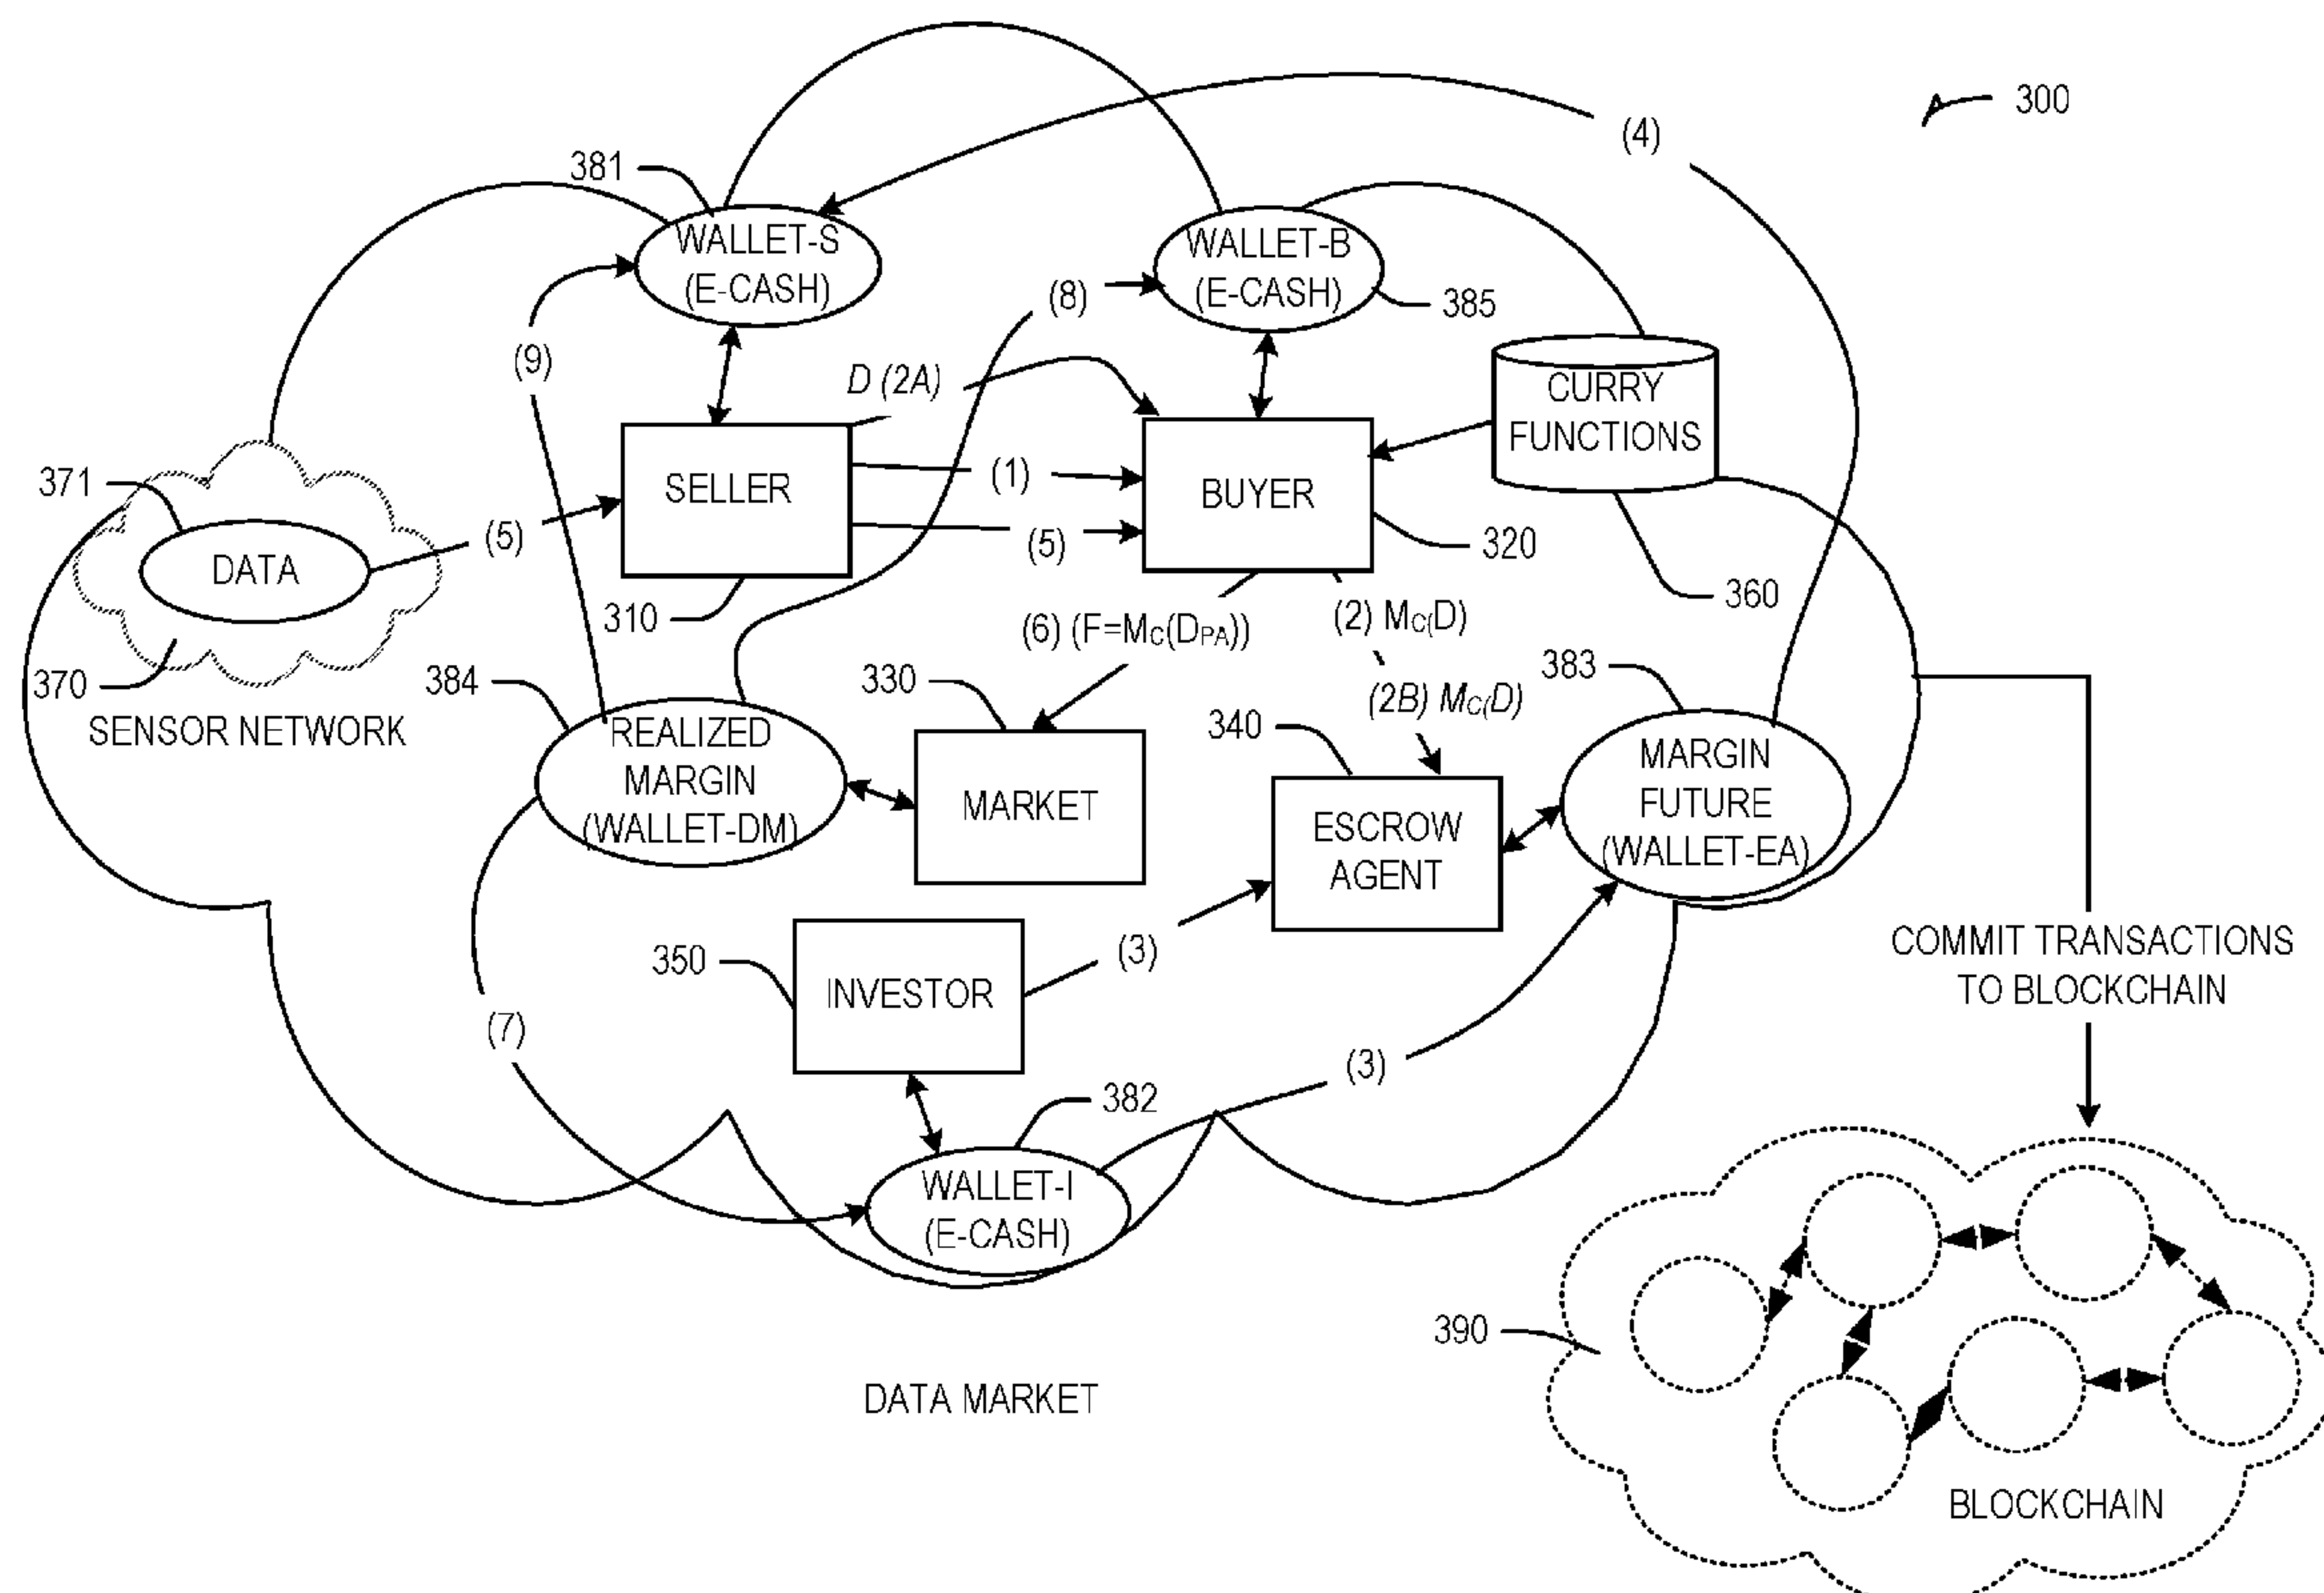 300
(4)
381
WALLET-S
(E-CASH)
WALLET-B
(E-CASH)
385
(8)
(9)
D (2A)
CURRY
FUNCTIONS
371
SELLER
(1)
BUYER
(5)
DATA
(5)
320
310
360
(6) (F=MC(DPA))
(2) MC(D)
370
384
330
(2B) MC(D)
383
SENSOR NETWORK
340
REALIZED
MARGIN
(WALLET-DM)
MARKET
MARGIN
FUTURE
(WALLET-EA)
ESCROW
AGENT
350
INVESTOR
(3)
COMMIT TRANSACTIONS
TO BLOCKCHAIN
(7)
(3)
382
WALLET-I
(E-CASH)
390
DATA MARKET
BLOCKCHAIN